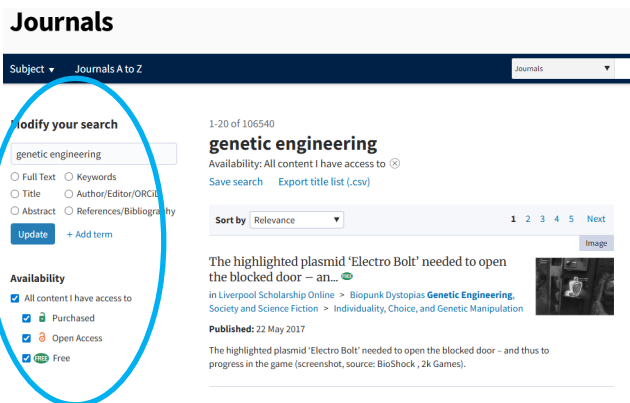 Journals
Subject ▾ Journals A to Z
Journals ▼
Modify your search
genetic engineering
Full Text Keywords
Title Author/Editor/ORCiD
Abstract References/Bibliography
Update + Add term
Availability
All content I have access to
Purchased
Open Access
FREE Free
1-20 of 106540
genetic engineering
Availability: All content I have access to
Save search Export title list (.csv)
Sort by Relevance ▼
1 2 3 4 5 Next
Image
The highlighted plasmid ‘Electro Bolt’ needed to open
the blocked door – an... FREE
in Liverpool Scholarship Online > Biopunk Dystopias Genetic Engineering,
Society and Science Fiction > Individuality, Choice, and Genetic Manipulation
Published: 22 May 2017
The highlighted plasmid ‘Electro Bolt’ needed to open the blocked door – and thus to
progress in the game (screenshot, source: BioShock , 2k Games).